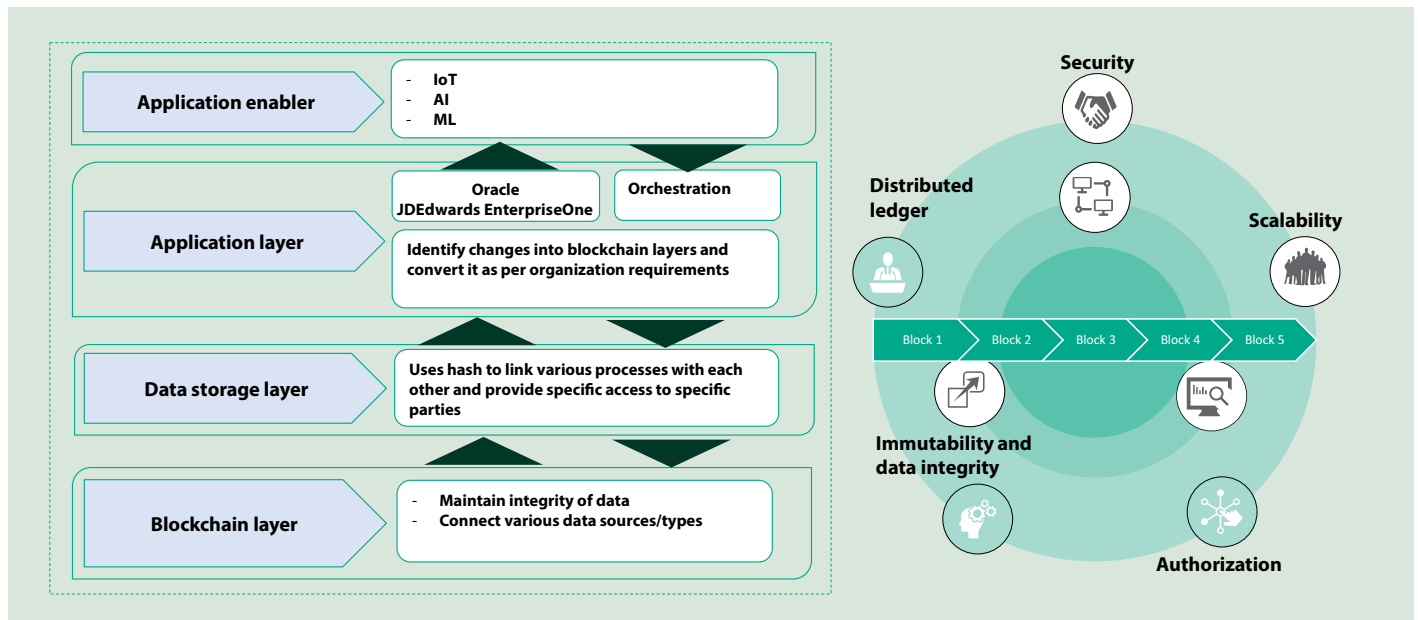 Application enabler
- IoT
- AI
- ML
Application layer
Oracle
JDEdwards EnterpriseOne
Orchestration
Identify changes into blockchain layers and
convert it as per organization requirements
Data storage layer
Uses hash to link various processes with each
other and provide specific access to specific
parties
Blockchain layer
- Maintain integrity of data
- Connect various data sources/types
Security
Distributed
ledger
Scalability
Block 1
Block 2
Block 3
Block 4
Block 5
Immutability and
data integrity
Authorization